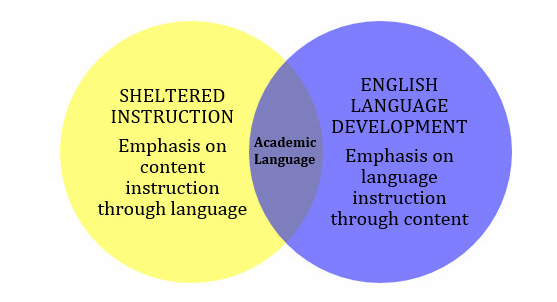 SHELTERED
INSTRUCTION
Emphasis on
content
instruction
through language
Academic
Language
ENGLISH
LANGUAGE
DEVELOPMENT
Emphasis on
language
instruction
through content